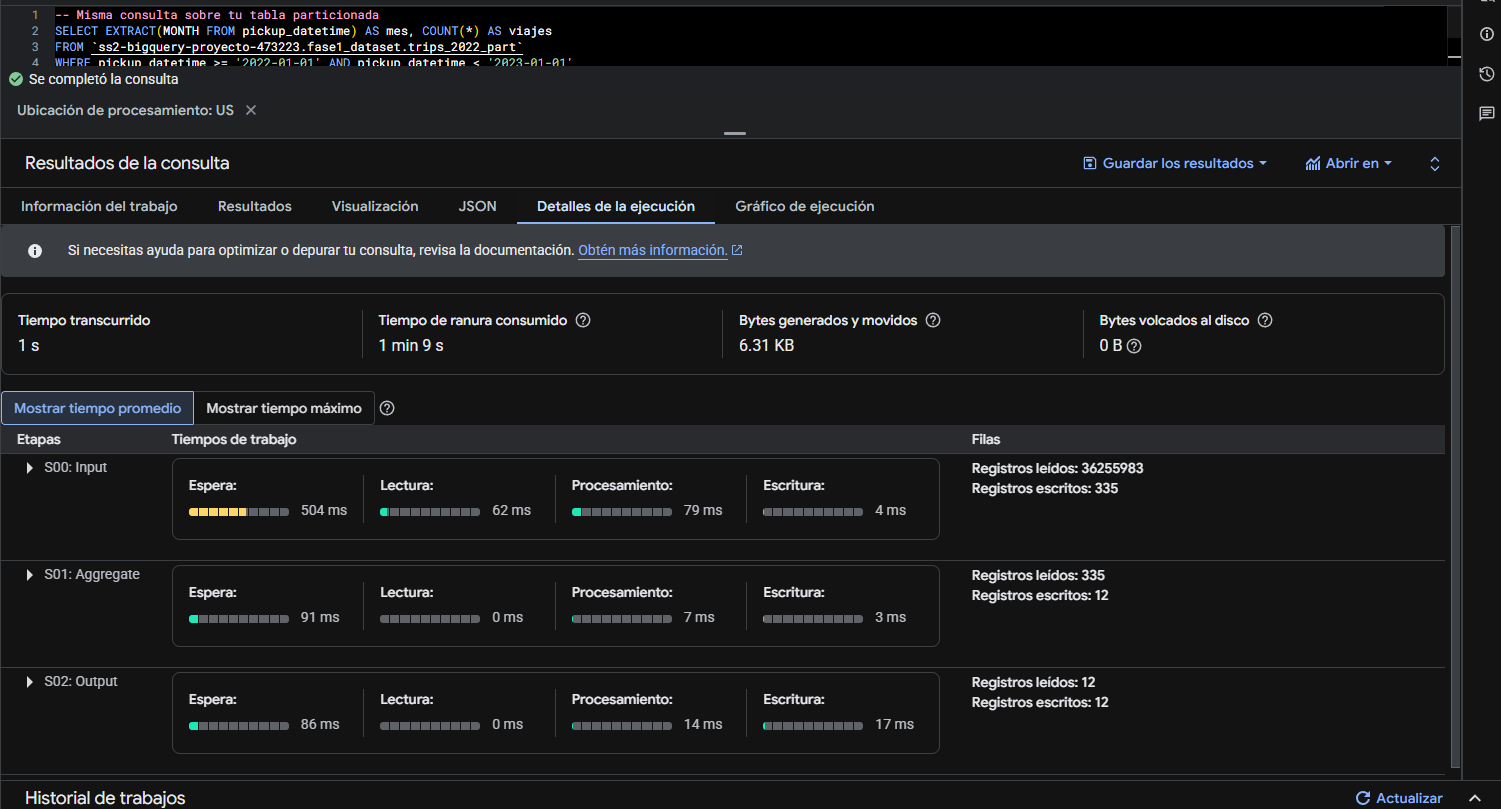 1 -- Misma consulta sobre tu tabla particionada
2 SELECT EXTRACT(MONTH FROM pickup_datetime) AS mes, COUNT(*) AS viajes
3 FROM `ss2-bigquery-proyecto-473223.fase1_dataset.trips_2022_part`
4 WHERE pickup_datetime >= '2022-01-01' AND pickup_datetime < '2023-01-01'
Se completó la consulta
Ubicación de procesamiento: US
Resultados de la consulta
Guardar los resultados
Abrir en
Información del trabajo Resultados Visualización JSON Detalles de la ejecución Gráfico de ejecución
Si necesitas ayuda para optimizar o depurar tu consulta, revisa la documentación. Obtén más información.
Tiempo transcurrido Tiempo de ranura consumido Bytes generados y movidos Bytes volcados al disco
1 s 1 min 9 s 6.31 KB 0 B
Mostrar tiempo promedio Mostrar tiempo máximo
Etapas Tiempos de trabajo Filas
S00: Input
Espera: Lectura: Procesamiento: Escritura:
504 ms 62 ms 79 ms 4 ms
Registros leídos: 36255983
Registros escritos: 335
S01: Aggregate
Espera: Lectura: Procesamiento: Escritura:
91 ms 0 ms 7 ms 3 ms
Registros leídos: 335
Registros escritos: 12
S02: Output
Espera: Lectura: Procesamiento: Escritura:
86 ms 0 ms 14 ms 17 ms
Registros leídos: 12
Registros escritos: 12
Historial de trabajos
Actualizar